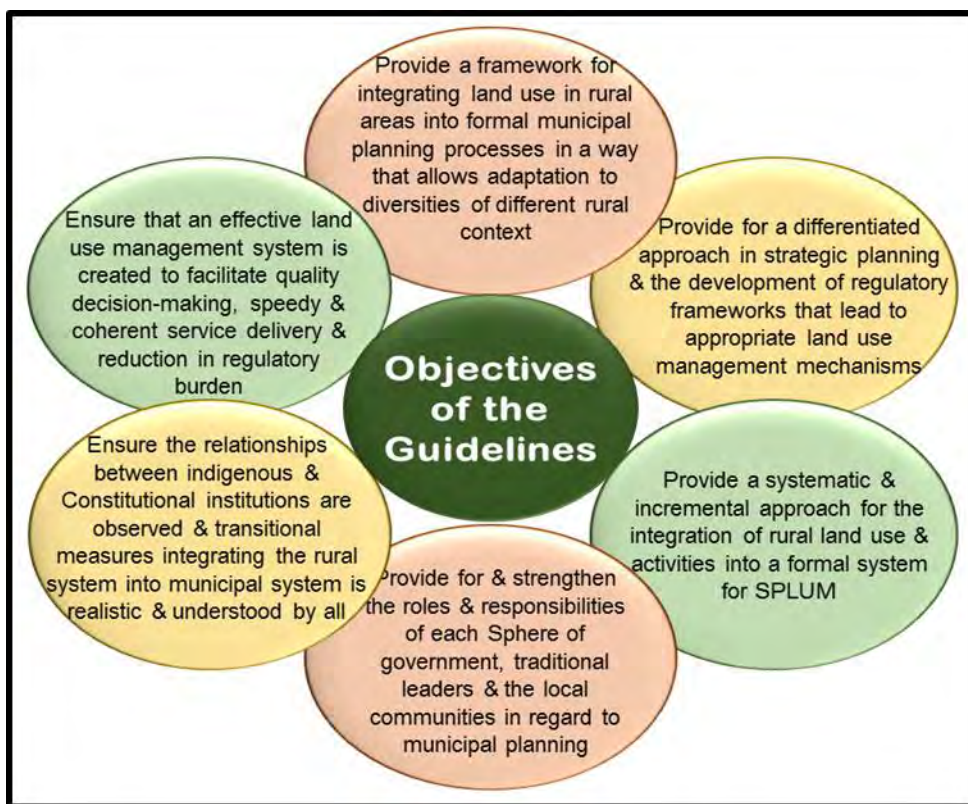 Provide a framework for
integrating land use in rural
areas into formal municipal
planning processes in a way
that allows adaptation to
diversities of different rural
context
Provide for a differentiated
approach in strategic planning
& the development of regulatory
frameworks that lead to
appropriate land use
management mechanisms
Provide a systematic &
incremental approach for the
integration of rural land use &
activities into a formal system
for SPLUM
Provide for & strengthen
the roles & responsibilities
of each Sphere of
government, traditional
leaders & the local
communities in regard to
municipal planning
Ensure the relationships
between indigenous &
Constitutional institutions are
observed & transitional
measures integrating the rural
system into municipal system is
realistic & understood by all
Ensure that an effective land
use management system is
created to facilitate quality
decision-making, speedy &
coherent service delivery &
reduction in regulatory
burden
Objectives
of the
Guidelines